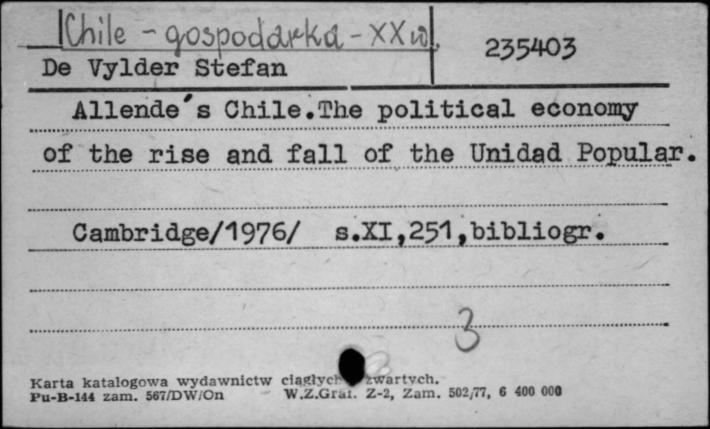 Chile - gospodarka - XX w.
235403
De Vylder Stefan
Allende´s Chile.The political economy
of the rise and fall of the Unidad Popular.
Cambridge/1976/ s.XI,251,bibliogr.
3
Karta katalogowa wydawnictw ciągłych zwartych.
Pu-B-144 zam. 567/DW/On W.Z.Graf. Z-2, Zam. 502/77, 6 400 000